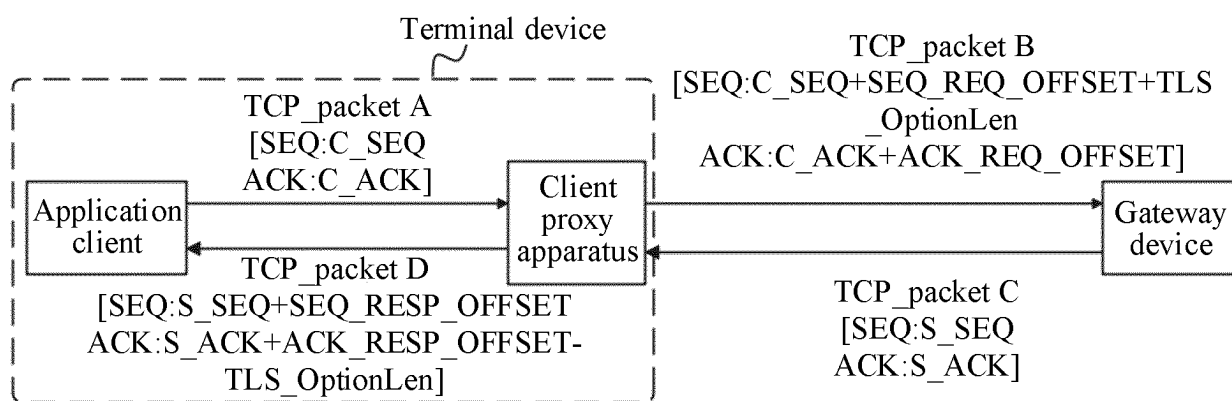 Terminal device
TCP_packet A
[SEQ:C_SEQ
ACK:C_ACK]
TCP_packet B
[SEQ:C_SEQ+SEQ_REQ_OFFSET+TLS
_OptionLen
ACK:C_ACK+ACK_REQ_OFFSET]
Application
client
Client
proxy
apparatus
Gateway
device
TCP_packet D
[SEQ:S_SEQ+SEQ_RESP_OFFSET
ACK:S_ACK+ACK_RESP_OFFSET-
TLS_OptionLen]
TCP_packet C
[SEQ:S_SEQ
ACK:S_ACK]